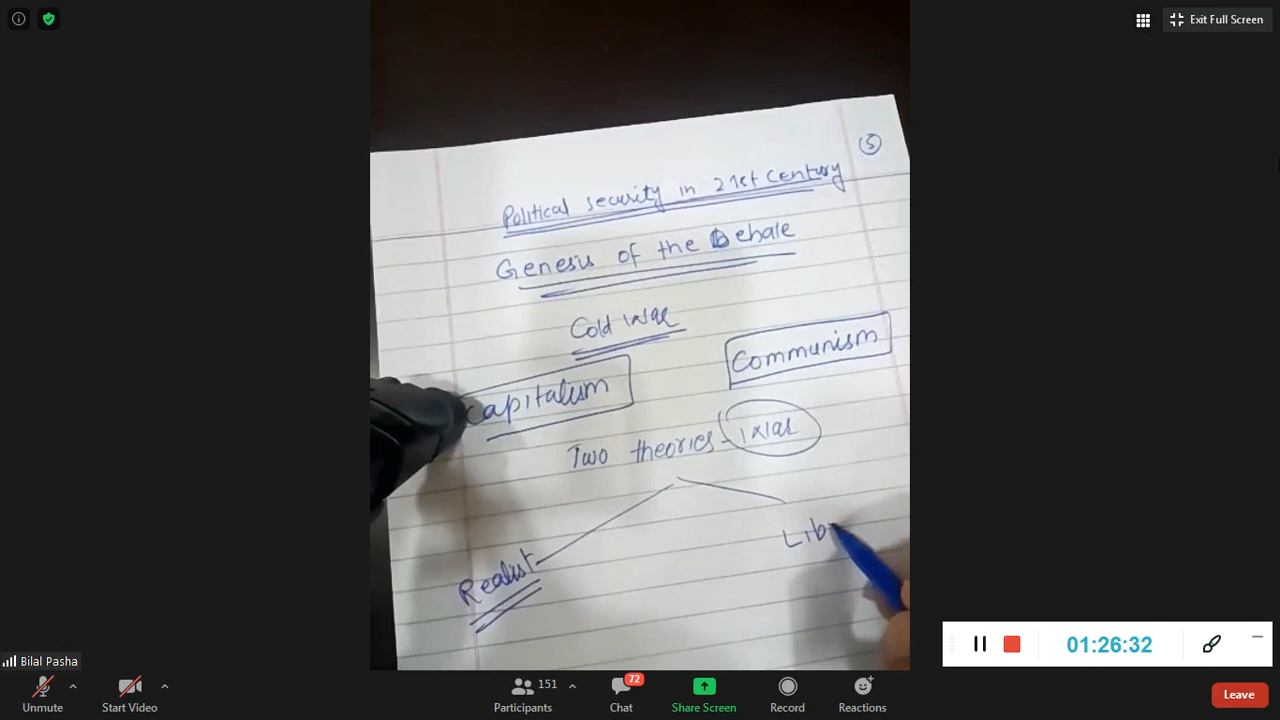 Exit Full Screen
5
Political security in 21st Century
Genesis of the Debate
Cold War
Communism
Capitalism
Two theories - War
Realist
Lib
Bilal Pasha
01:26:32
Unmute
Start Video
151
Participants
72
Chat
Share Screen
Record
Reactions
Leave